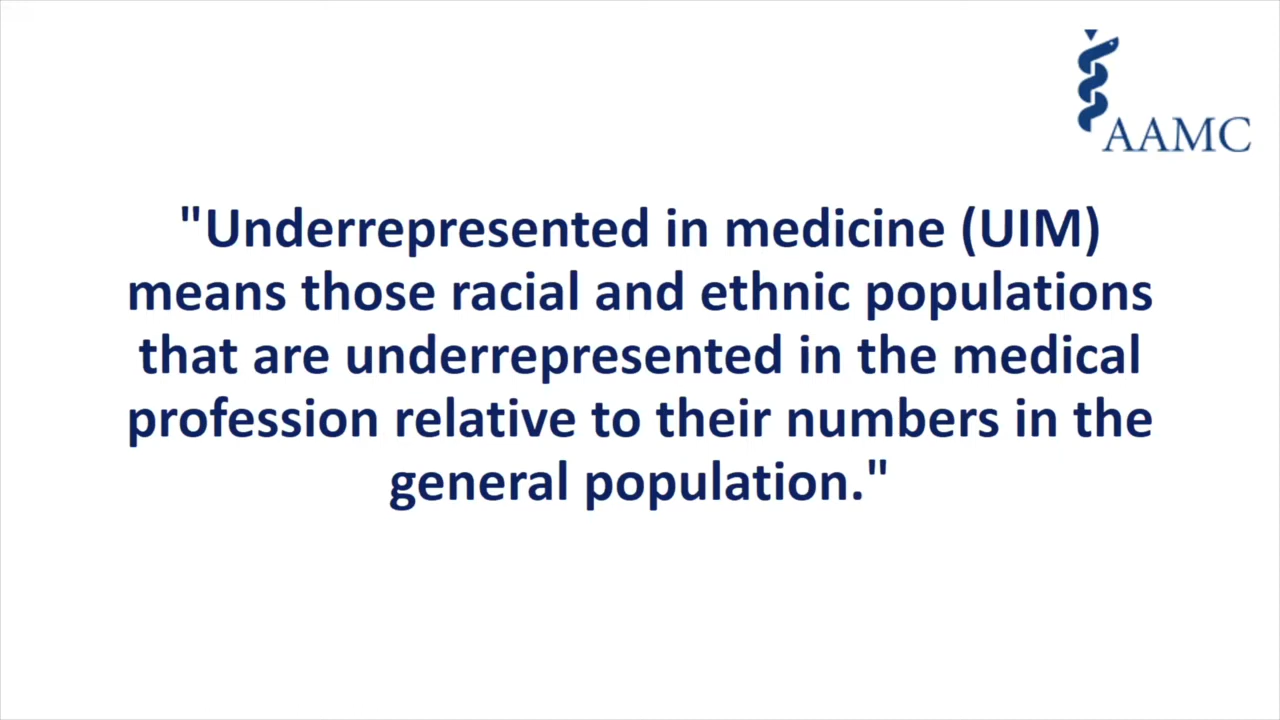 AAMC
"Underrepresented in medicine (UIM)
means those racial and ethnic populations
that are underrepresented in the medical
profession relative to their numbers in the
general population."